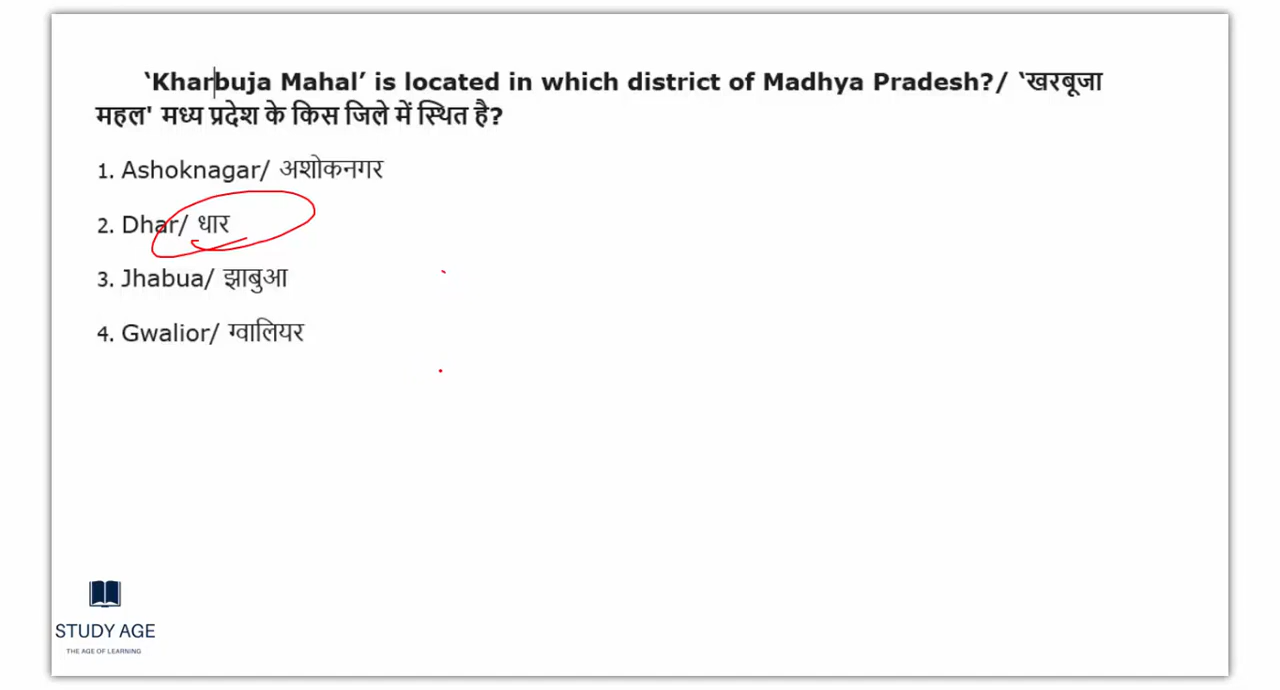 ‘Kharbuja Mahal’ is located in which district of Madhya Pradesh?/ ‘खरबूजा
महल' मध्य प्रदेश के किस जिले में स्थित है?
1. Ashoknagar/ अशोकनगर
2. Dhar/ धार
3. Jhabua/ झाबुआ
4. Gwalior/ ग्वालियर
STUDY AGE
THE AGE OF LEARNING